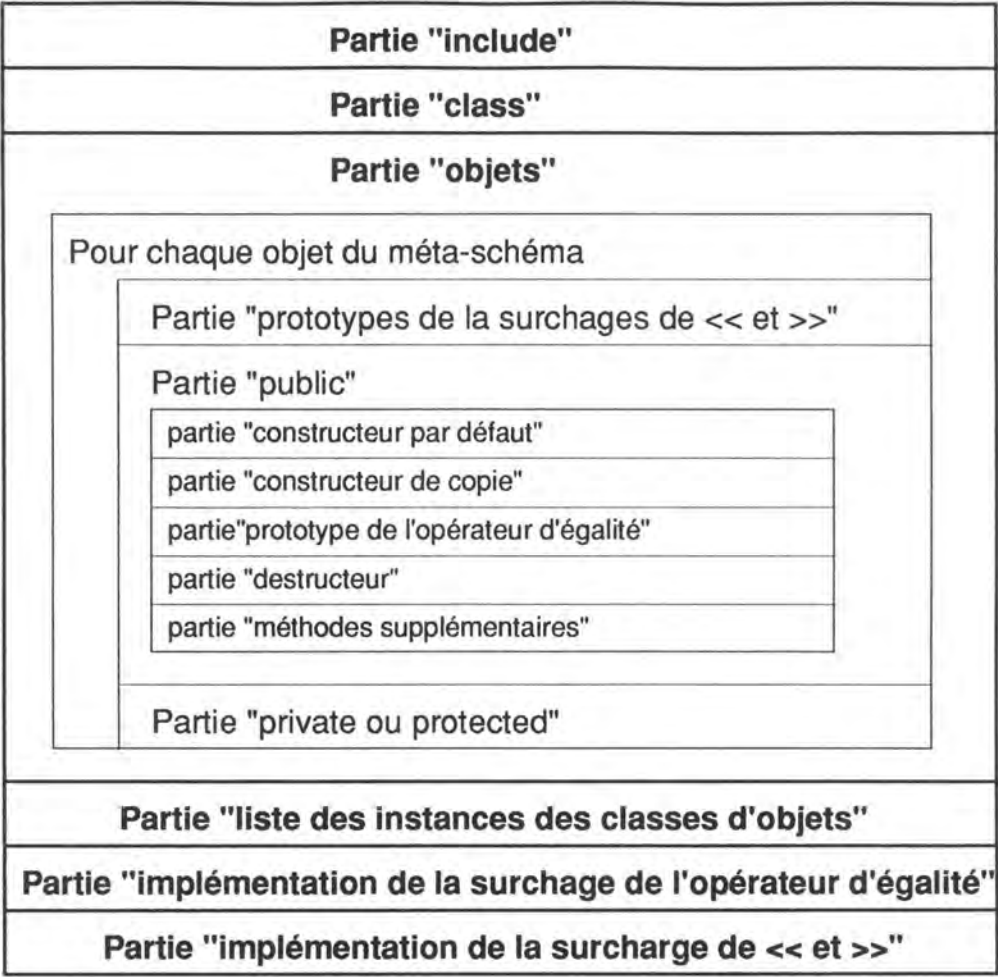 Partie "include"
Partie "class"
Partie "objets"
Pour chaque objet du méta-schéma
Partie "prototypes de la surchages de << et >>"
Partie "public"
partie "constructeur par défaut"
partie "constructeur de copie"
partie"prototype de l'opérateur d'égalité"
partie "destructeur"
partie "méthodes supplémentaires"
Partie "private ou protected"
Partie "liste des instances des classes d'objets"
Partie "implémentation de la surchage de l'opérateur d'égalité"
Partie "implémentation de la surcharge de << et >>"